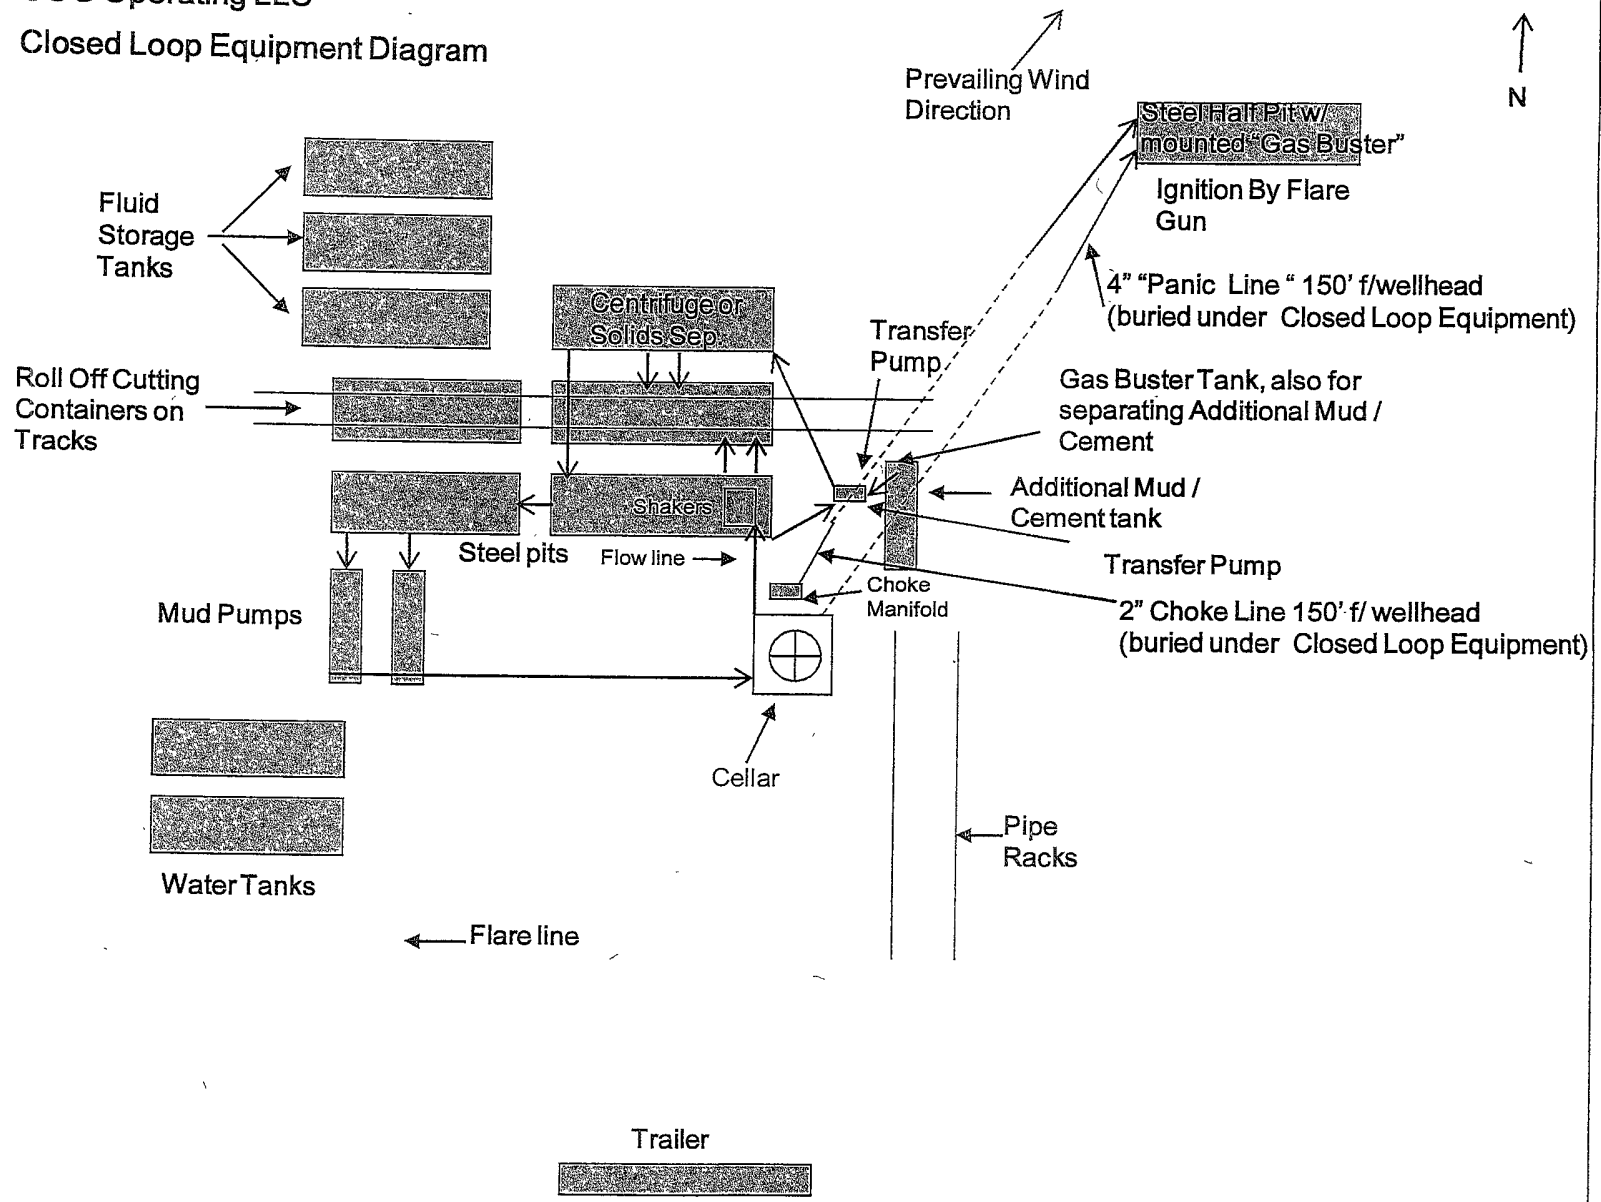 Operating LLC
Closed Loop Equipment Diagram
Prevailing Wind
Direction
N
Steel Half Pit w/
mounted "Gas Buster"
Ignition By Flare
Gun
Fluid
Storage
Tanks
4" "Panic Line " 150' f/wellhead
(buried under Closed Loop Equipment)
Centrifuge or
Solids Sep.
Transfer
Pump
Roll Off Cutting
Containers on
Tracks
Gas Buster Tank, also for
separating Additional Mud /
Cement
Additional Mud /
Cement tank
Shakers
Steel pits
Flow line
Transfer Pump
Choke
Manifold
Mud Pumps
2" Choke Line 150' f/ wellhead
(buried under Closed Loop Equipment)
Cellar
Pipe
Racks
Water Tanks
Flare line
Trailer